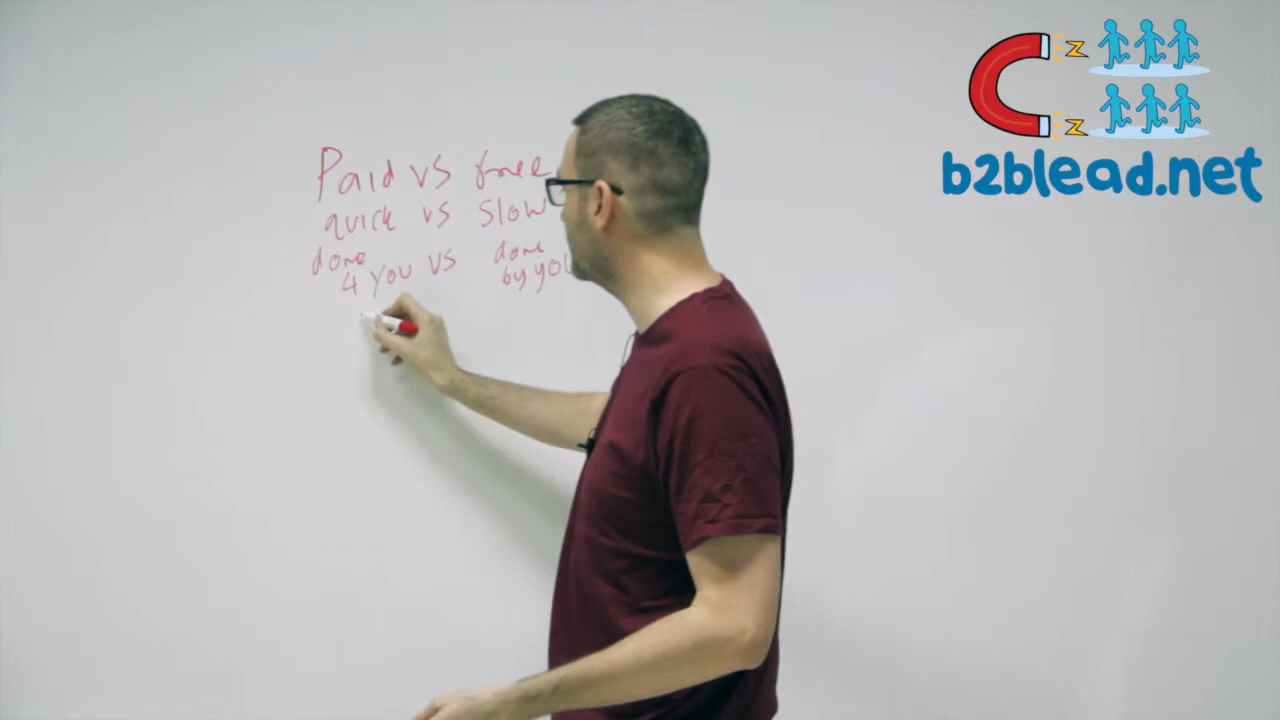 Paid vs free
quick vs slow
done
4 you vs
done
by you
b2blead.net